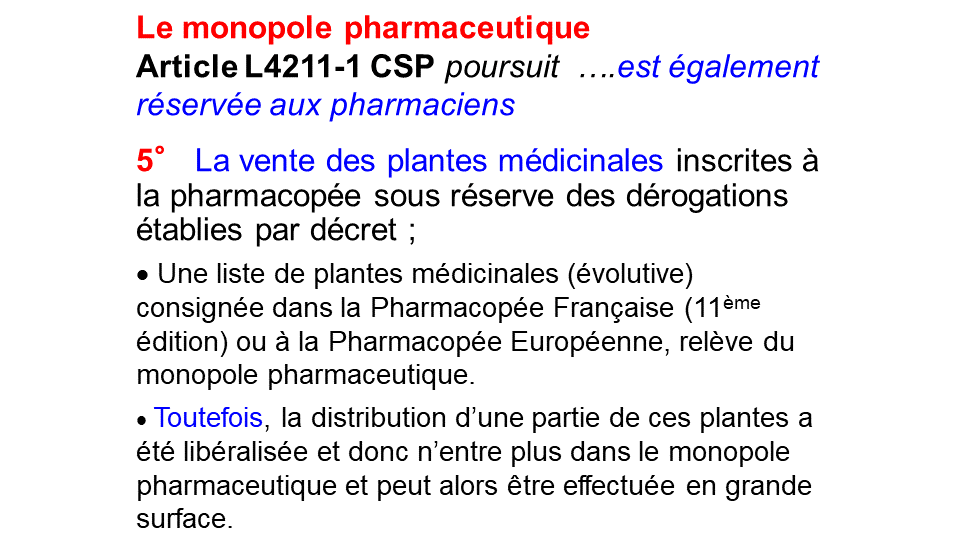 Le monopole pharmaceutique
Article L4211-1 CSP poursuit ….est également
réservée aux pharmaciens
5° La vente des plantes médicinales inscrites à
la pharmacopée sous réserve des dérogations
établies par décret ;
• Une liste de plantes médicinales (évolutive)
consignée dans la Pharmacopée Française (11ème
édition) ou à la Pharmacopée Européenne, relève du
monopole pharmaceutique.
• Toutefois, la distribution d’une partie de ces plantes a
été libéralisée et donc n’entre plus dans le monopole
pharmaceutique et peut alors être effectuée en grande
surface.